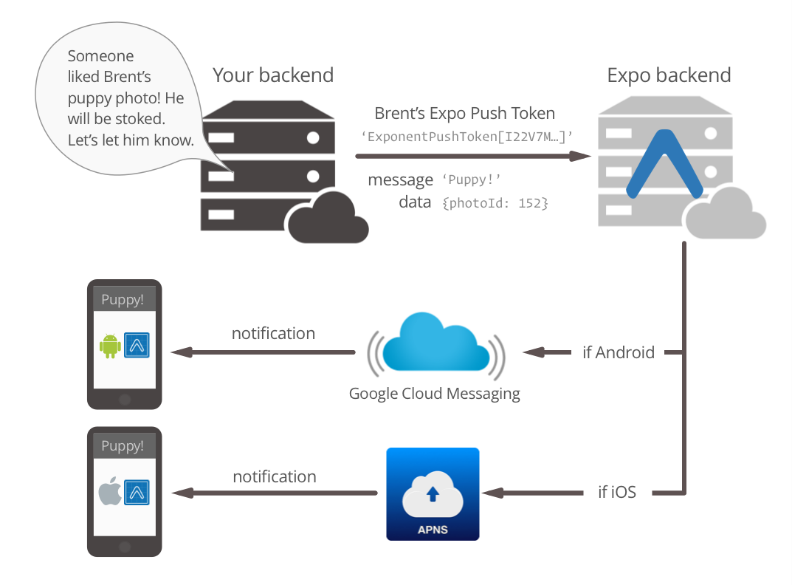 Someone
liked Brent's
puppy photo! He
will be stoked.
Let's let him know.
Your backend
Expo backend
Brent's Expo Push Token
‘ExponentPushToken[I22V7M…]’
message ‘Puppy!’
data {photoId: 152}
Puppy!
notification
if Android
Google Cloud Messaging
Puppy!
notification
if iOS
APNS